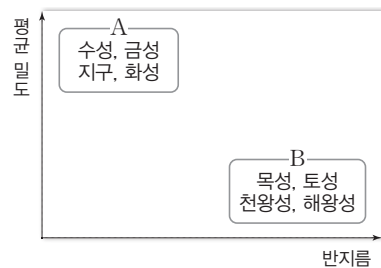 평균 밀도
A
수성, 금성
지구, 화성
B
목성, 토성
천왕성, 해왕성
반지름